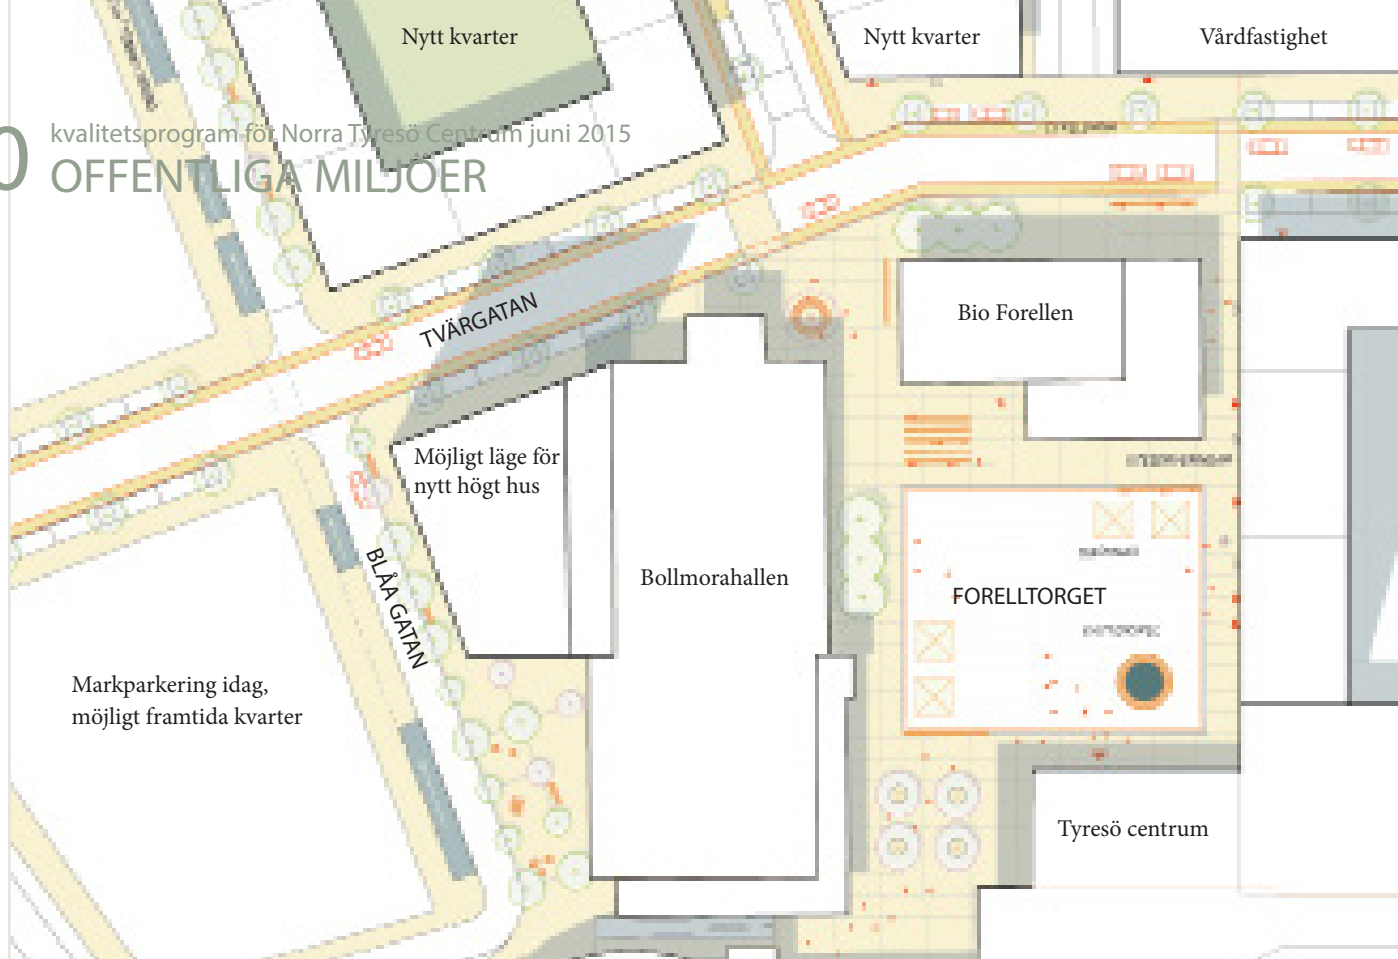 Nytt kvarter
Nytt kvarter
Vårdfastighet
0
kvalitetsprogram för Norra Tyresö Centrum juni 2015
OFFENTLIGA MILJÖER
TVÄRGATAN
Bio Forellen
Möjligt läge för
nytt högt hus
BLÅA GATAN
Bollmorahallen
FORELLTORGET
Markparkering idag,
möjligt framtida kvarter
Tyresö centrum